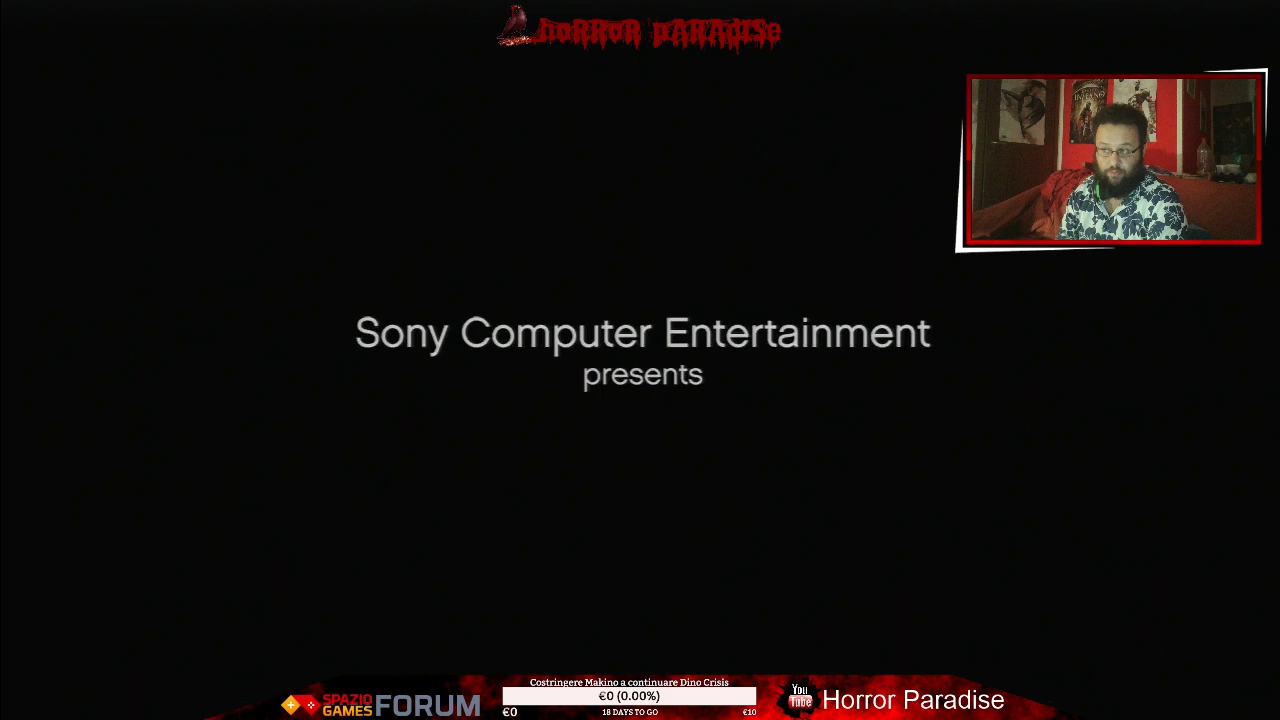 horror paradise
INFERNO
Sony Computer Entertainment
presents
Costringere Makino a continuare Dino Crisis
€0 (0.00%)
€0
18 DAYS TO GO
€10
SPAZIO
GAMES
FORUM
You
Tube
Horror Paradise